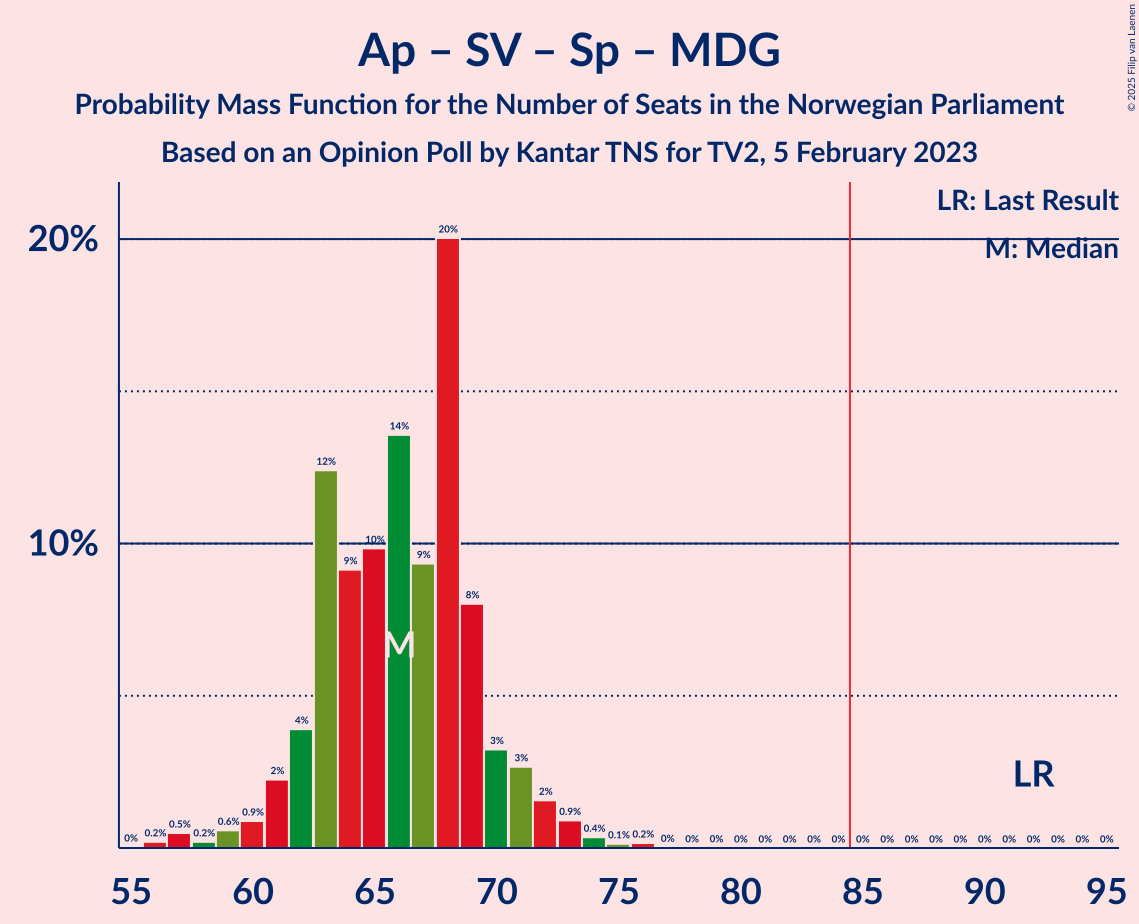 Ap – SV – Sp – MDG
Probability Mass Function for the Number of Seats in the Norwegian Parliament
Based on an Opinion Poll by Kantar TNS for TV2, 5 February 2023
© 2025 Filip van Laenen
LR: Last Result
M: Median
20%
10%
0% 0.2% 0.5% 0.2% 0.6% 0.9% 2% 4% 12% 9% 10% 14% 9% 20% 8% 3% 3% 2% 0.9% 0.4% 0.1% 0.2% 0% 0% 0% 0% 0% 0% 0% 0% 0% 0% 0% 0% 0% 0% 0% 0% 0% 0% 0%
M
LR
55 60 65 70 75 80 85 90 95